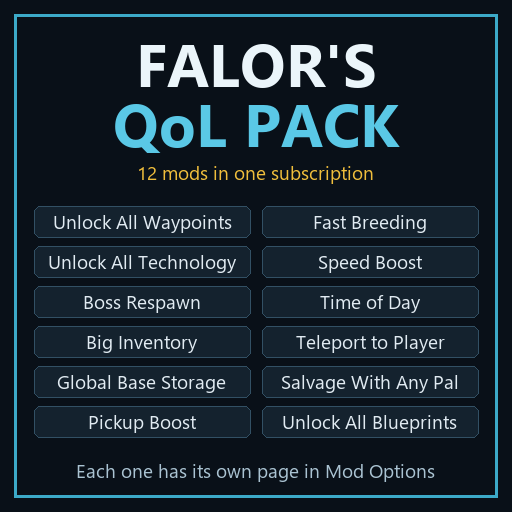 FALOR'S
QoL PACK
12 mods in one subscription
Unlock All Waypoints
Fast Breeding
Unlock All Technology
Speed Boost
Boss Respawn
Time of Day
Big Inventory
Teleport to Player
Global Base Storage
Salvage With Any Pal
Pickup Boost
Unlock All Blueprints
Each one has its own page in Mod Options